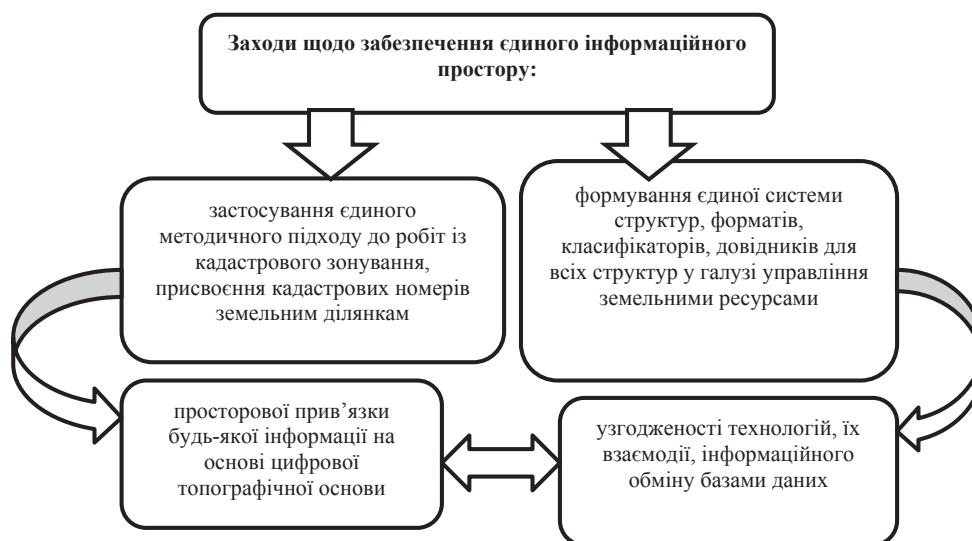 Заходи щодо забезпечення єдиного інформаційного
простору:
застосування єдиного
методичного підходу до робіт із
кадастрового зонування,
присвоєння кадастрових номерів
земельним ділянкам
формування єдиної системи
структур, форматів,
класифікаторів, довідників для
всіх структур у галузі управління
земельними ресурсами
просторової прив’язки
будь-якої інформації на
основі цифрової
топографічної основи
узгодженості технологій, їх
взаємодії, інформаційного
обміну базами даних